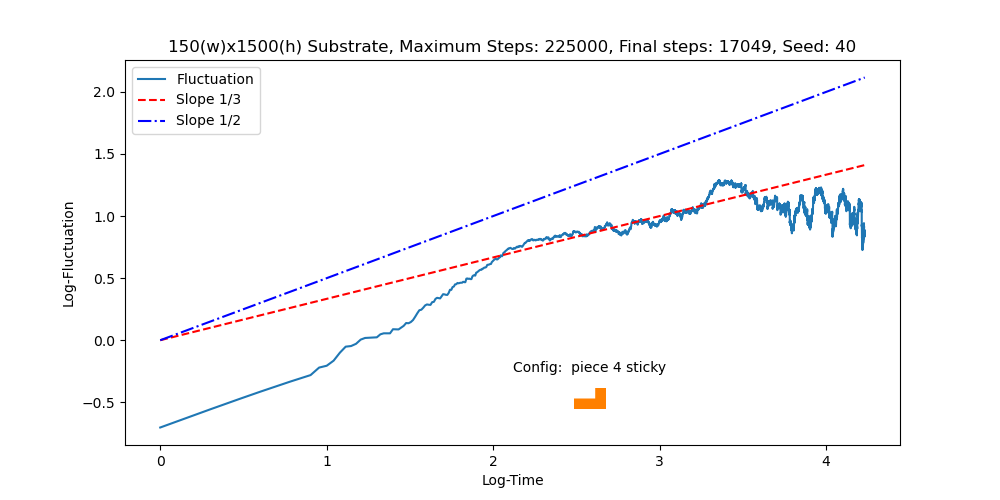 150(w)x1500(h) Substrate, Maximum Steps: 225000, Final steps: 17049, Seed: 40
Fluctuation
Slope 1/3
Slope 1/2
2.0
1.5
1.0
0.5
0.0
−0.5
Log-Fluctuation
Config:  piece 4 sticky
0 1 2 3 4
Log-Time